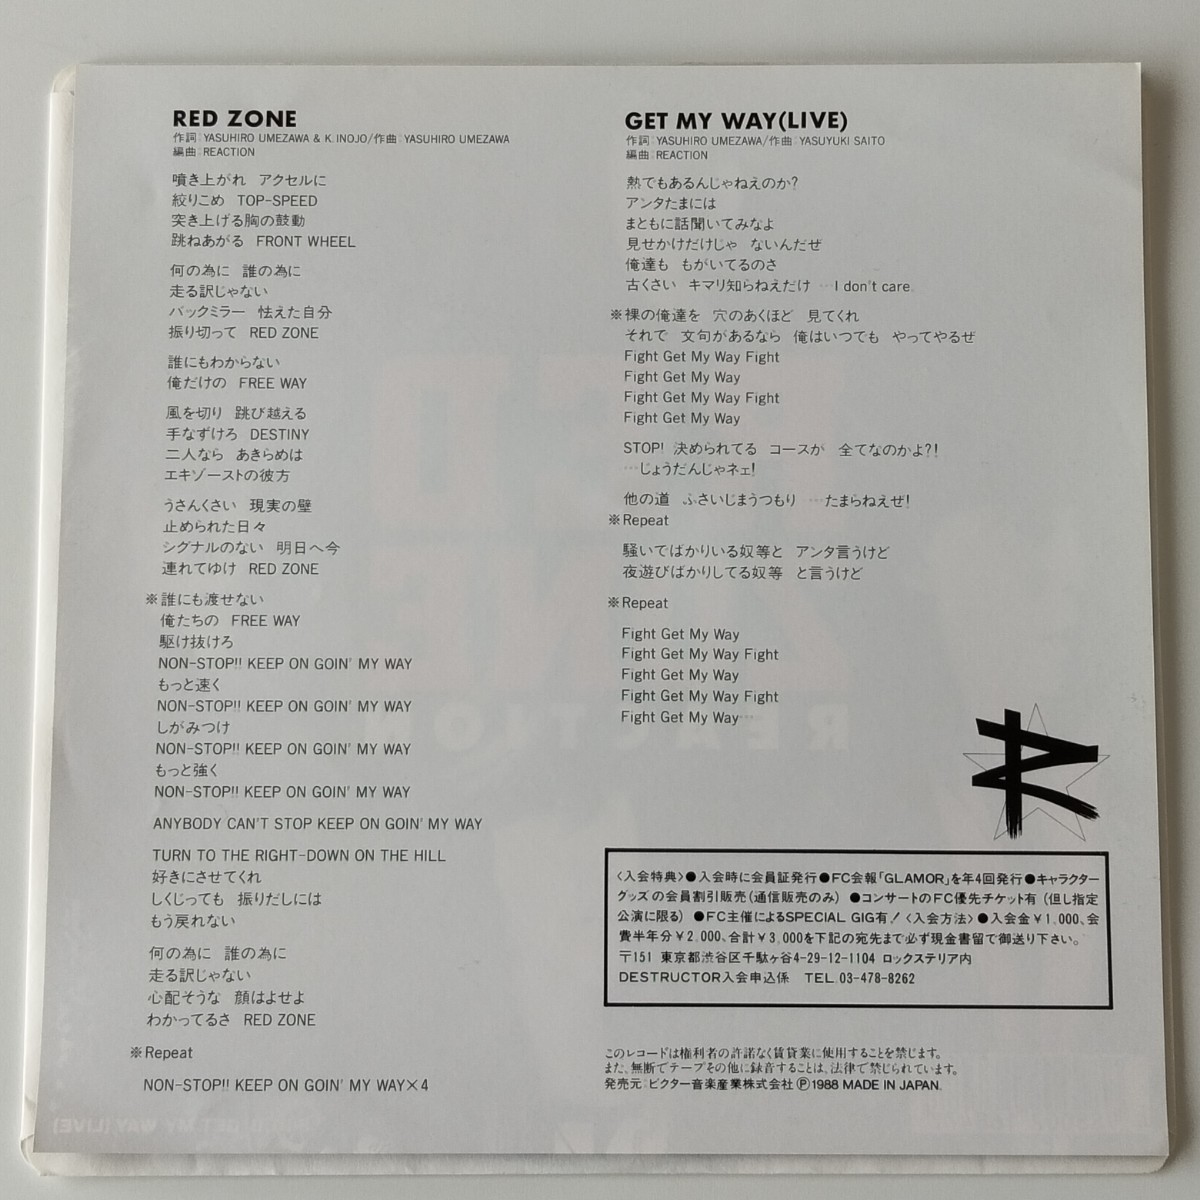 RED ZONE
作詞:YASUHIRO UMEZAWA & K. INOJO/作曲:YASUHIRO UMEZAWA
編曲:REACTION
噴き上がれ　アクセルに
絞りこめ　TOP-SPEED
突き上げる胸の鼓動
跳ねあがる　FRONT WHEEL
何の為に　誰の為に
走る訳じゃない
バックミラー　怯えた自分
振り切って　RED ZONE
誰にもわからない
俺だけの　FREE WAY
風を切り　跳び越える
手なずけろ　DESTINY
二人なら　あきらめは
エキゾーストの彼方
うさんくさい　現実の壁
止められた日々
シグナルのない　明日へ今
連れてゆけ　RED ZONE
※誰にも渡せない
俺たちの　FREE WAY
駆け抜けろ
NON-STOP!! KEEP ON GOIN' MY WAY
もっと速く
NON-STOP!! KEEP ON GOIN' MY WAY
しがみつけ
NON-STOP!! KEEP ON GOIN' MY WAY
もっと強く
NON-STOP!! KEEP ON GOIN' MY WAY
ANYBODY CAN'T STOP KEEP ON GOIN' MY WAY
TURN TO THE RIGHT-DOWN ON THE HILL
好きにさせてくれ
しくじっても　振りだしには
もう戻れない
何の為に　誰の為に
走る訳じゃない
心配そうな　顔はよせよ
わかってるさ　RED ZONE
※Repeat
NON-STOP!! KEEP ON GOIN' MY WAY×4
GET MY WAY(LIVE)
作詞:YASUHIRO UMEZAWA/作曲:YASUYUKI SAITO
編曲:REACTION
熱でもあるんじゃねえのか?
アンタたまには
まともに話聞いてみなよ
見せかけだけじゃ　ないんだぜ
俺達も　もがいてるのさ
古くさい　キマリ知らねえだけ　…I don't care.
※裸の俺達を　穴のあくほど　見てくれ
それで　文句があるなら　俺はいつでも　やってやるぜ
Fight Get My Way Fight
Fight Get My Way
Fight Get My Way Fight
Fight Get My Way
STOP!　決められてる　コースが　全てなのかよ?!
…じょうだんじゃネェ!
他の道　ふさいじまうつもり　……たまらねえぜ!
※Repeat
騒いでばかりいる奴等と　アンタ言うけど
夜遊びばかりしてる奴等　と言うけど
※Repeat
Fight Get My Way
Fight Get My Way Fight
Fight Get My Way
Fight Get My Way Fight
Fight Get My Way…
〈入会特典〉●入会時に会員証発行●FC会報「GLAMOR」を年4回発行●キャラクター
グッズの会員割引販売(通信販売のみ)　●コンサートのFC優先チケット有(但し指定
公演に限る)　●FC主催によるSPECIAL GIG有!〈入会方法〉●入会金￥1,000、会
費半年分￥2,000、合計￥3,000を下記の宛先まで必ず現金書留で御送り下さい。
〒151　東京都渋谷区千駄ヶ谷4-29-12-1104 ロックステリア内
DESTRUCTOR入会申込係　TEL.03-478-8262
このレコードは権利者の許諾なく賃貸業に使用することを禁じます。
また、無断でテープその他に録音することは、法律で禁じられています。
発売元:ビクター音楽産業株式会社 Ⓟ1988 MADE IN JAPAN.